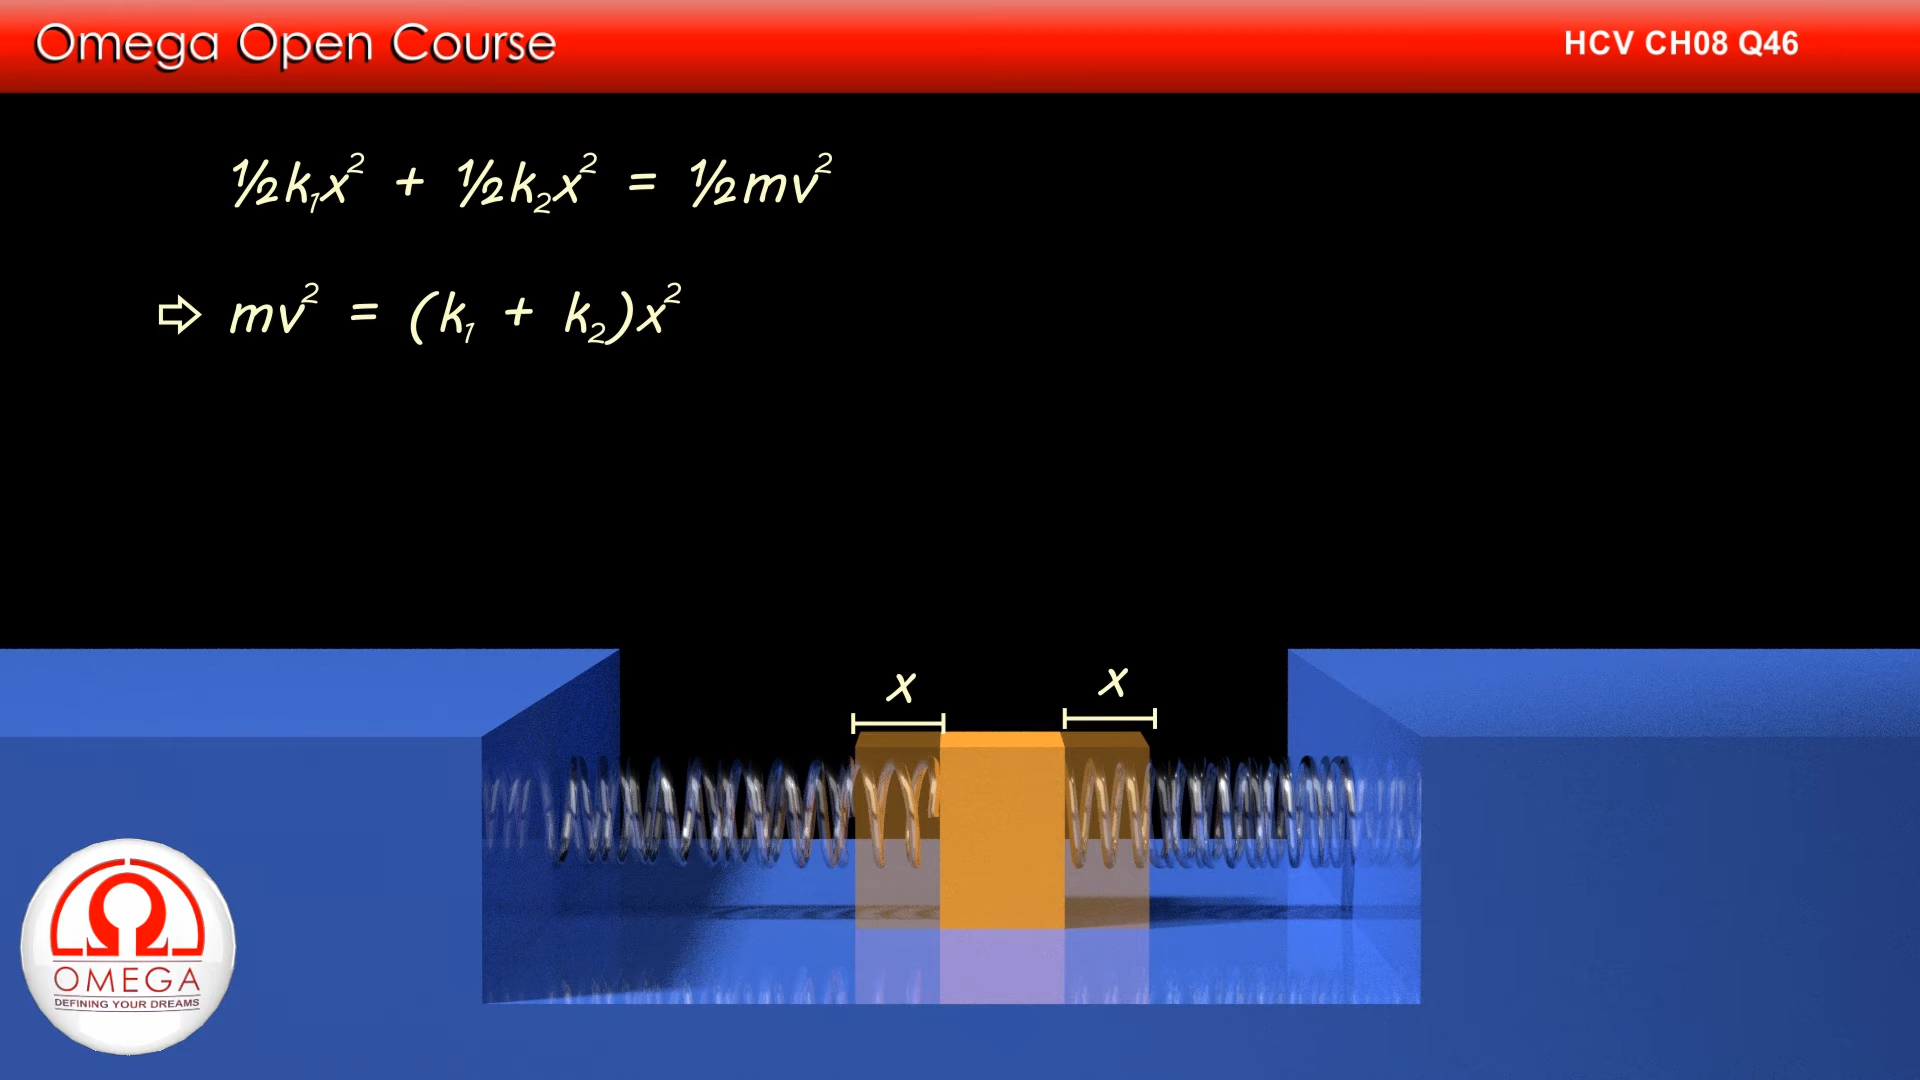 Omega Open Course
HCV CH08 Q46
½k₁x² + ½k₂x² = ½mv²
⇨ mv² = (k₁ + k₂)x²
x
x
OMEGA
DEFINING YOUR DREAMS